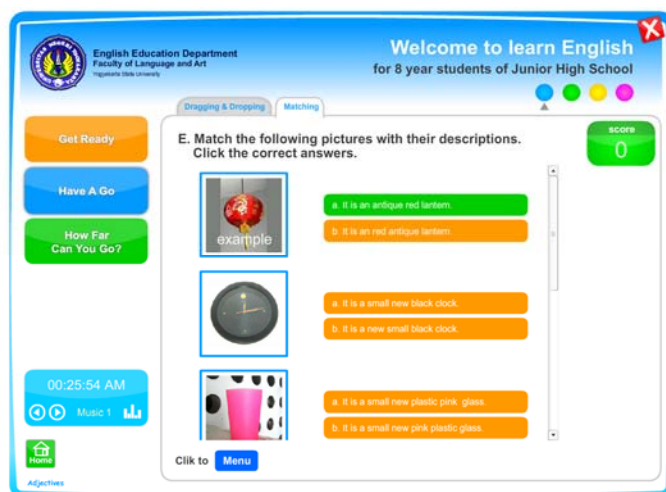 English Education Department
Faculty of Language and Art
Yogyakarta State University
Welcome to learn English
for 8 year students of Junior High School
Dragging & Dropping
Matching
Get Ready
Have A Go
How Far
Can You Go?
E. Match the following pictures with their descriptions.
Click the correct answers.
score
0
example
a. It is an antique red lantern.
b. It is an red antique lantern
a. It is a small new black clock.
b. It is a new small black clock.
a. It is a small new plastic pink glass.
b. It is a small new pink plastic glass.
00:25:54 AM
Music 1
Home
Clik to
Menu
Adjectives